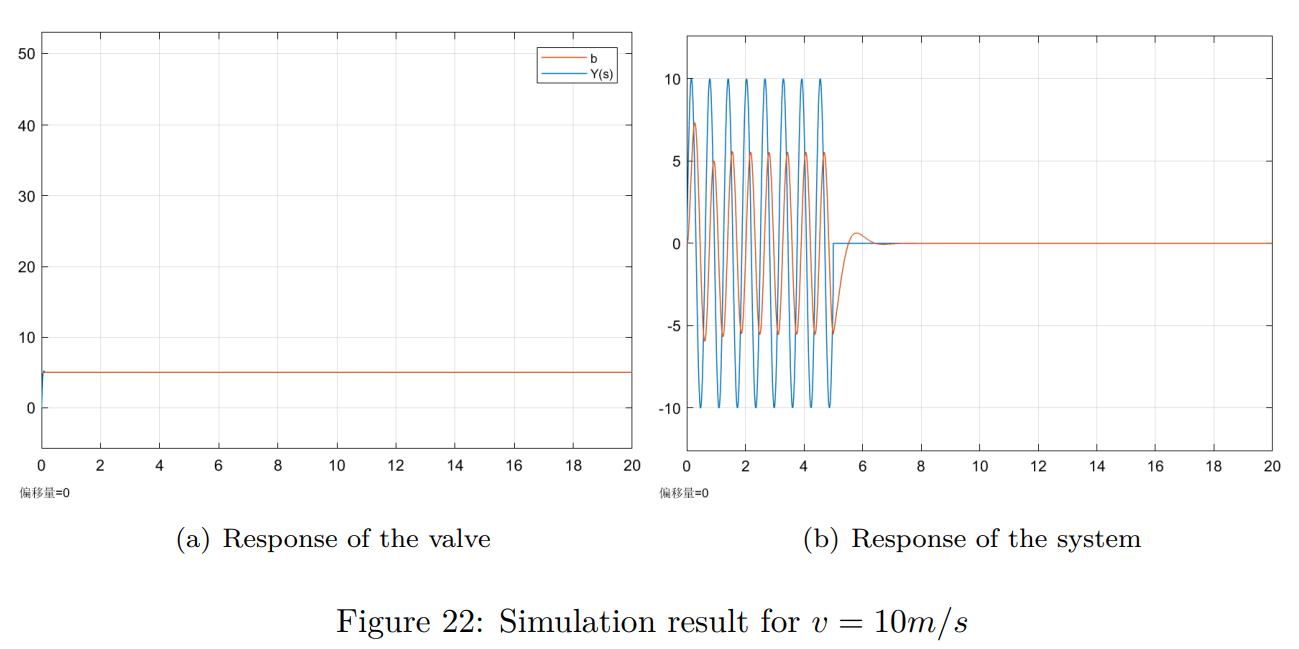 50
40
30
20
10
0
b
Y(s)
0 2 4 6 8 10 12 14 16 18 20
偏移量=0
(a) Response of the valve
10
5
0
-5
-10
0 2 4 6 8 10 12 14 16 18 20
偏移量=0
(b) Response of the system
Figure 22: Simulation result for v = 10m/s